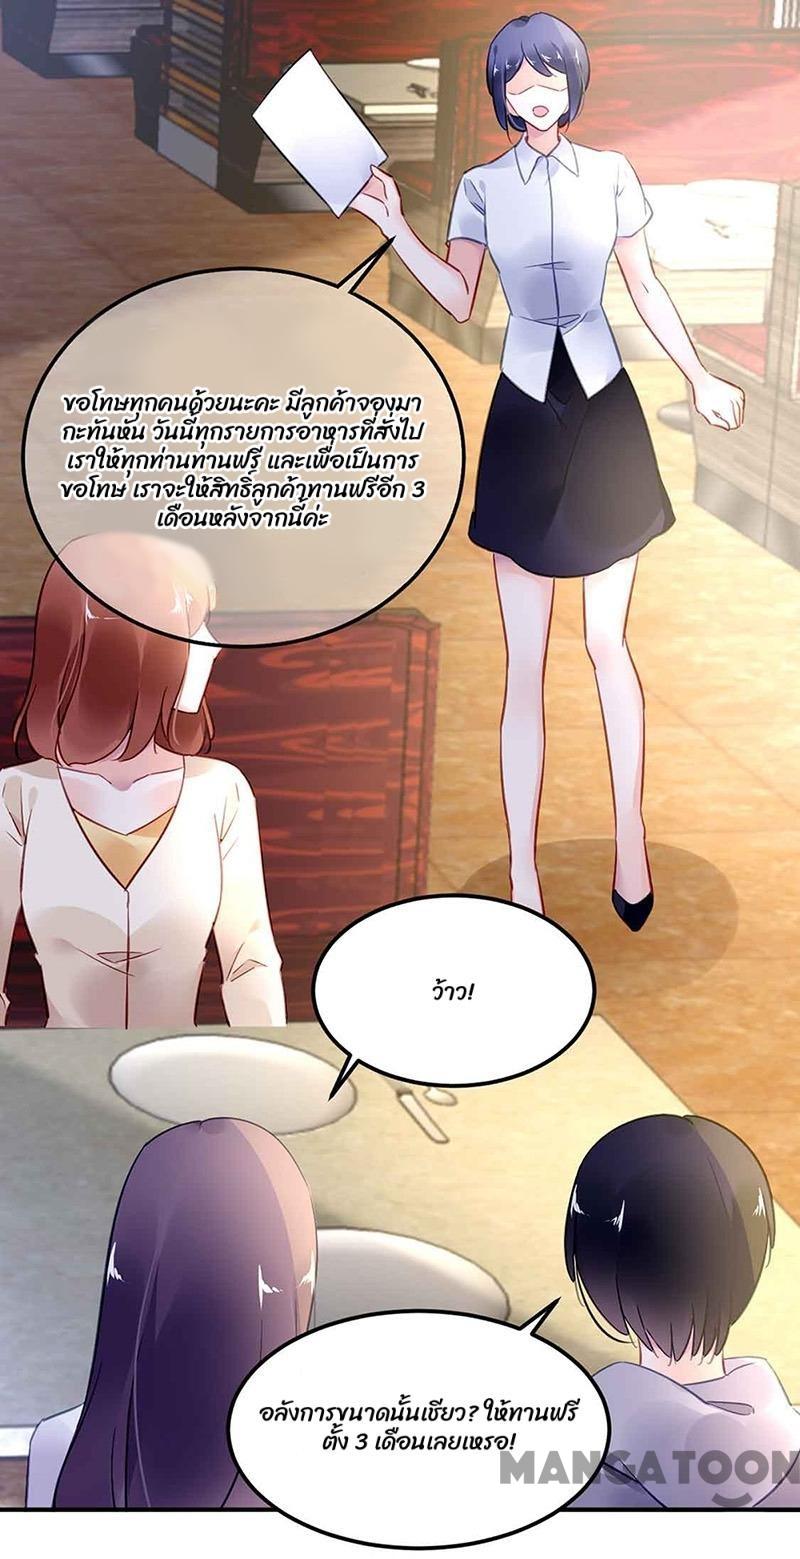 ขอโทษทุกคนด้วยนะคะ มีลูกค้าจองมา
กะทันหัน วันนี้ทุกรายการอาหารที่สั่งไป
เราให้ทุกท่านทานฟรี และเพื่อเป็นการ
ขอโทษ เราจะให้สิทธิ์ลูกค้าทานฟรีอีก 3
เดือนหลังจากนี้ค่ะ
ว้าว!
อลังการขนาดนั้นเชียว? ให้ทานฟรี
ตั้ง 3 เดือนเลยเหรอ!
MANGATOON